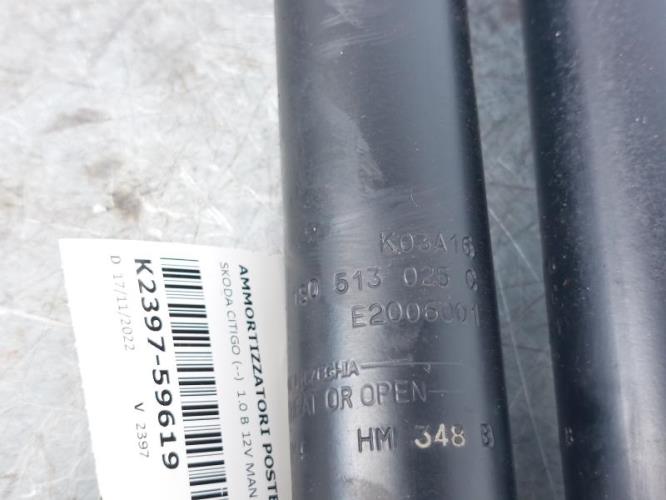 K03A16
1S0 513 025 C
E2006001
OR OPEN
HM 348 B
AMMORTIZZATORI POSTE
SKODA CITIGO (--) 1.0 B 12V MAN
K2397-59619
D 17/11/2022 V 2397